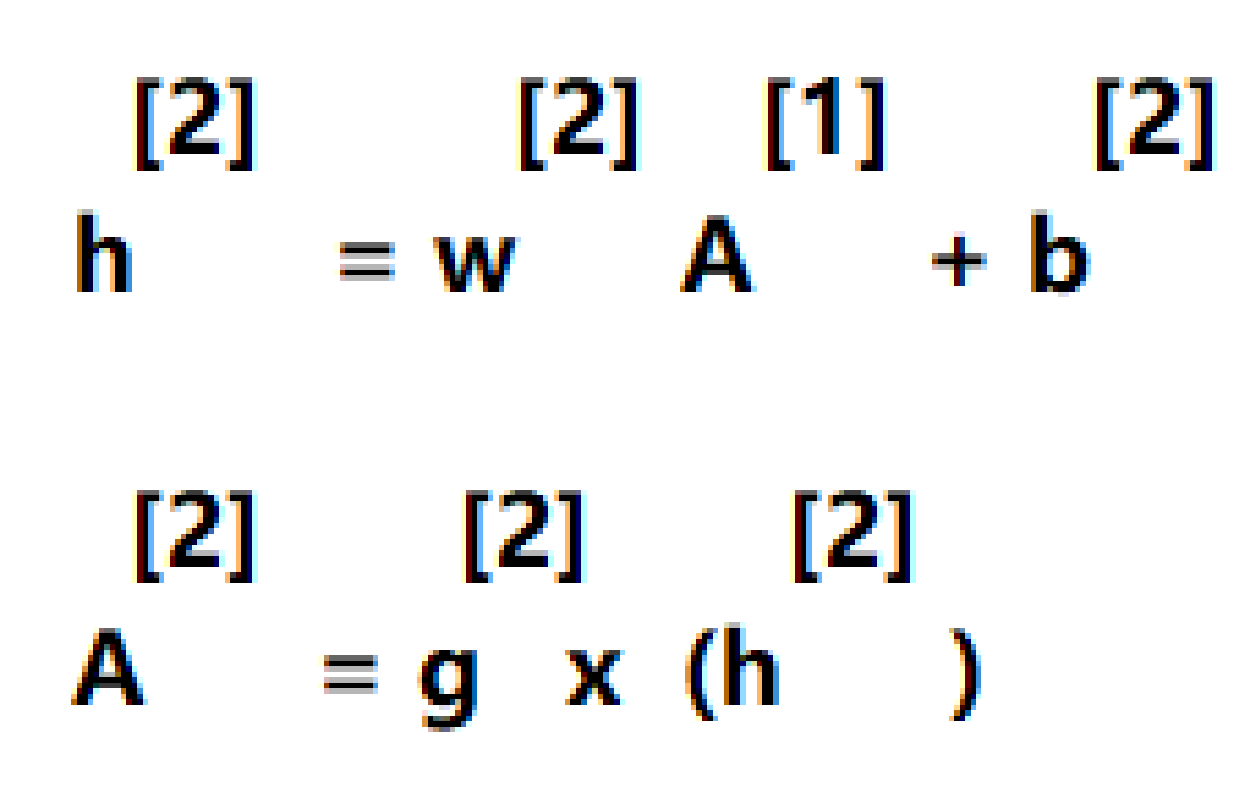 [2] [2] [1] [2]
h = w A + b
[2] [2] [2]
A = g x (h )